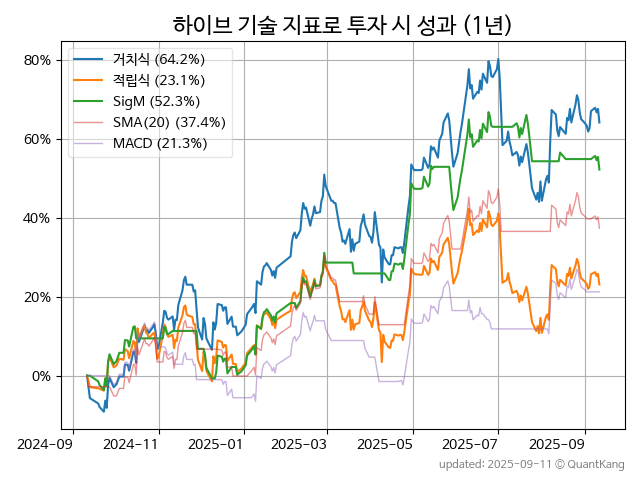 하이브 기술 지표로 투자 시 성과 (1년)
80%
60%
40%
20%
0%
거치식 (64.2%)
적립식 (23.1%)
SigM (52.3%)
SMA(20) (37.4%)
MACD (21.3%)
2024-09
2024-11
2025-01
2025-03
2025-05
2025-07
2025-09
updated: 2025-09-11 © QuantKang